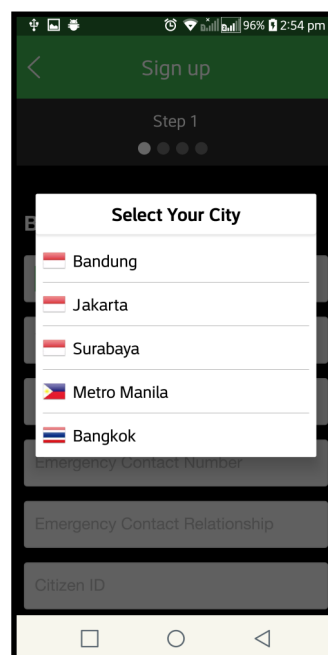 96% 2:54 pm
Sign up
Step 1
B
Select Your City
Bandung
Jakarta
Surabaya
Metro Manila
Bangkok
Emergency Contact Number
Emergency Contact Relationship
Citizen ID